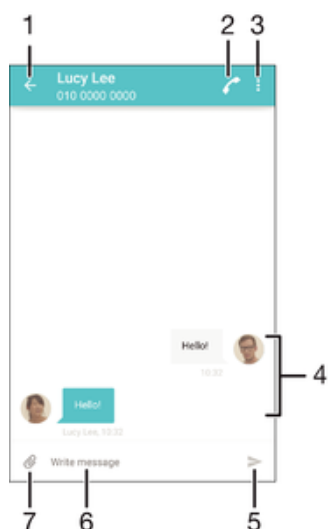 1 2 3
Lucy Lee
010 0000 0000
Hello!
10:32
4
Hello!
Lucy Lee, 10:32
Write message
7 6 5